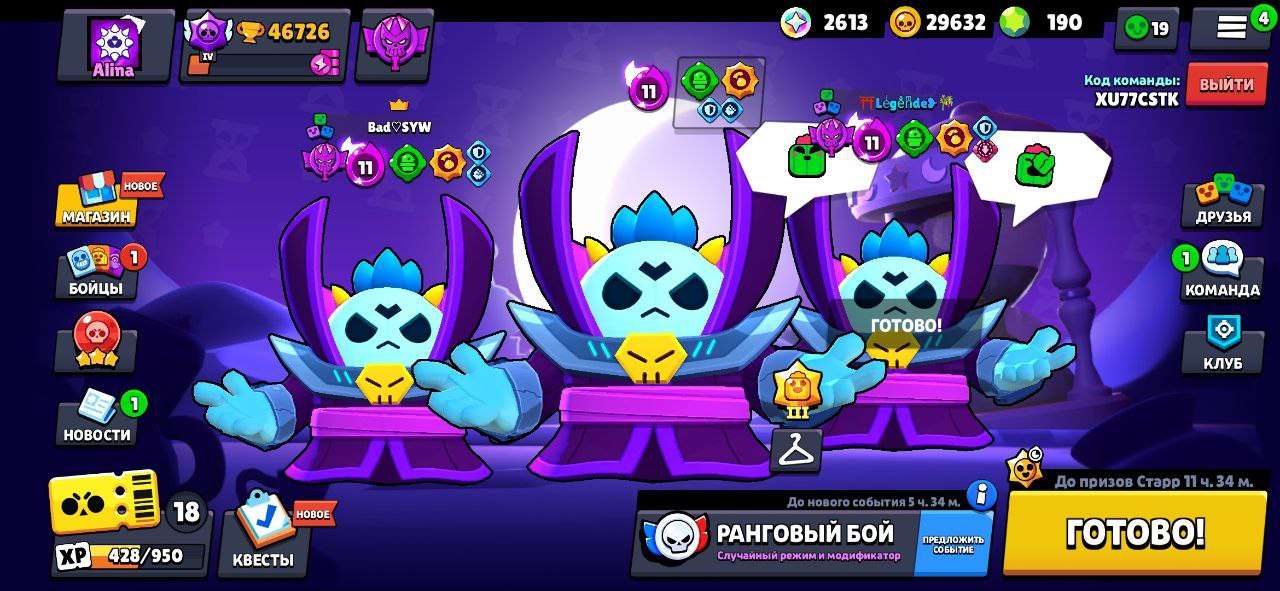 Alina
IV
46726
2613
29632
190
19
4
Код команды:
XU77CSTK
ВЫЙТИ
Bad♡SYW
11
11
⛩Légende
11
НОВОЕ
МАГАЗИН
1
БОЙЦЫ
1
НОВОСТИ
ДРУЗЬЯ
1
КОМАНДА
КЛУБ
ГОТОВО!
III
18
XP
428/950
НОВОЕ
КВЕСТЫ
До нового события 5 ч. 34 м.
i
РАНГОВЫЙ БОЙ
Случайный режим и модификатор
ПРЕДЛОЖИТЬ
СОБЫТИЕ
До призов Старр 11 ч. 34 м.
ГОТОВО!